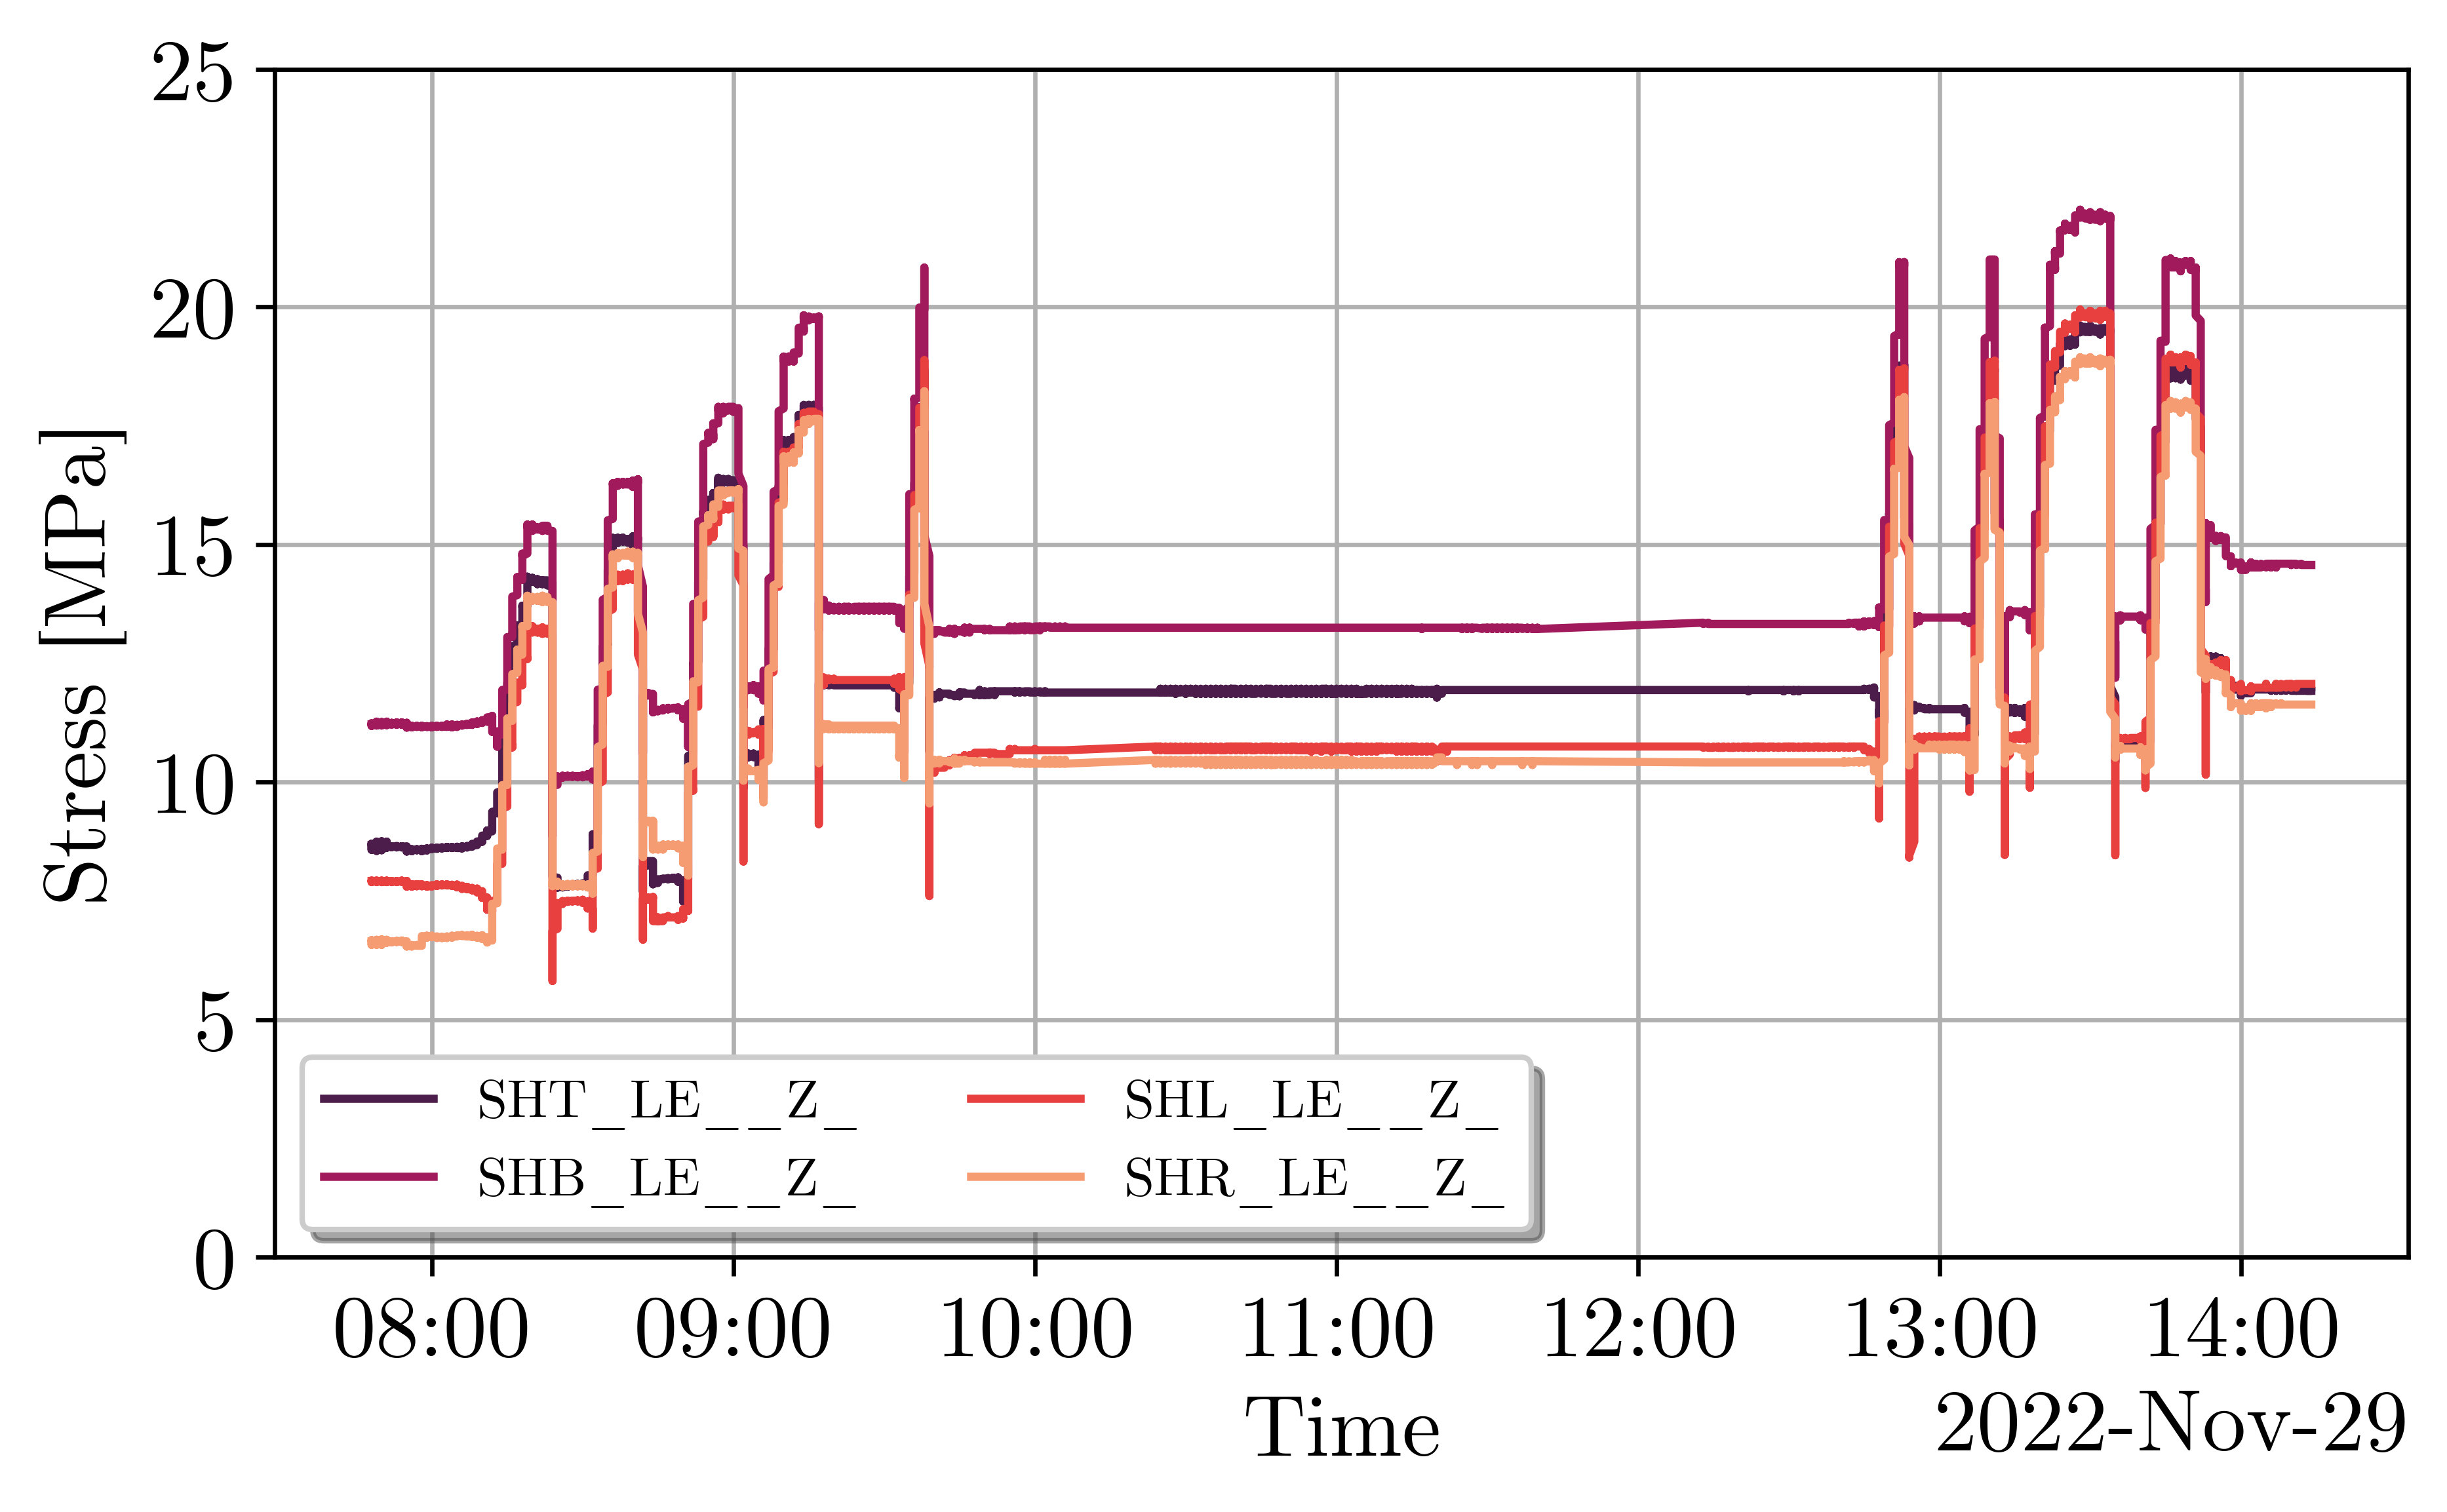 25
20
15
10
5
0
Stress [MPa]
SHT_LE__Z_
SHL_LE__Z_
SHB_LE__Z_
SHR_LE__Z_
08:00 09:00 10:00 11:00 12:00 13:00 14:00
Time
2022-Nov-29